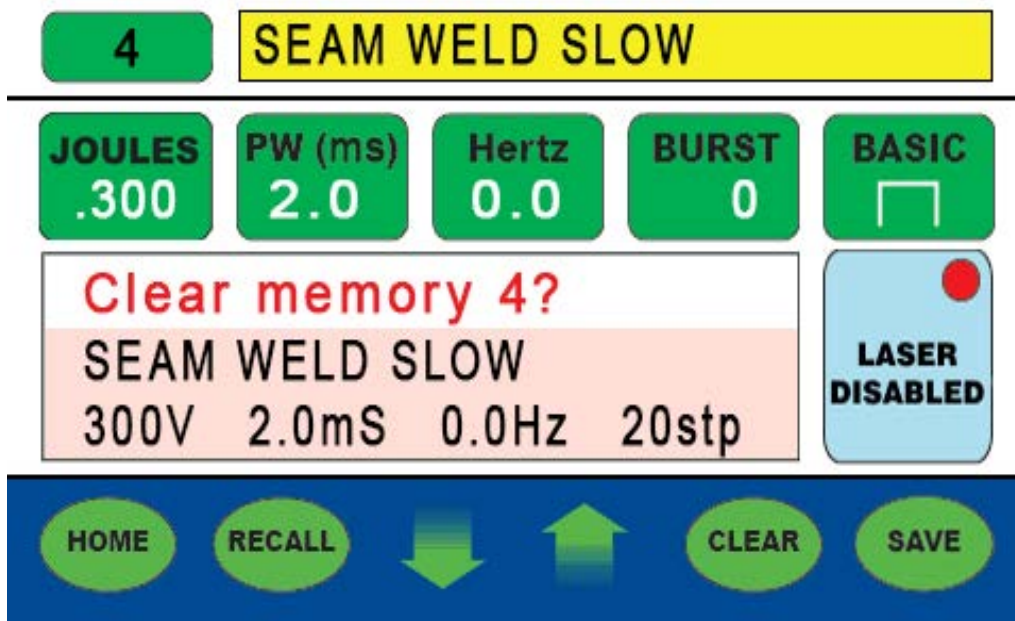 4 SEAM WELD SLOW
JOULES PW (ms) Hertz BURST BASIC
.300 2.0 0.0 0
Clear memory 4?
SEAM WELD SLOW
300V 2.0mS 0.0Hz 20stp
LASER
DISABLED
HOME RECALL CLEAR SAVE